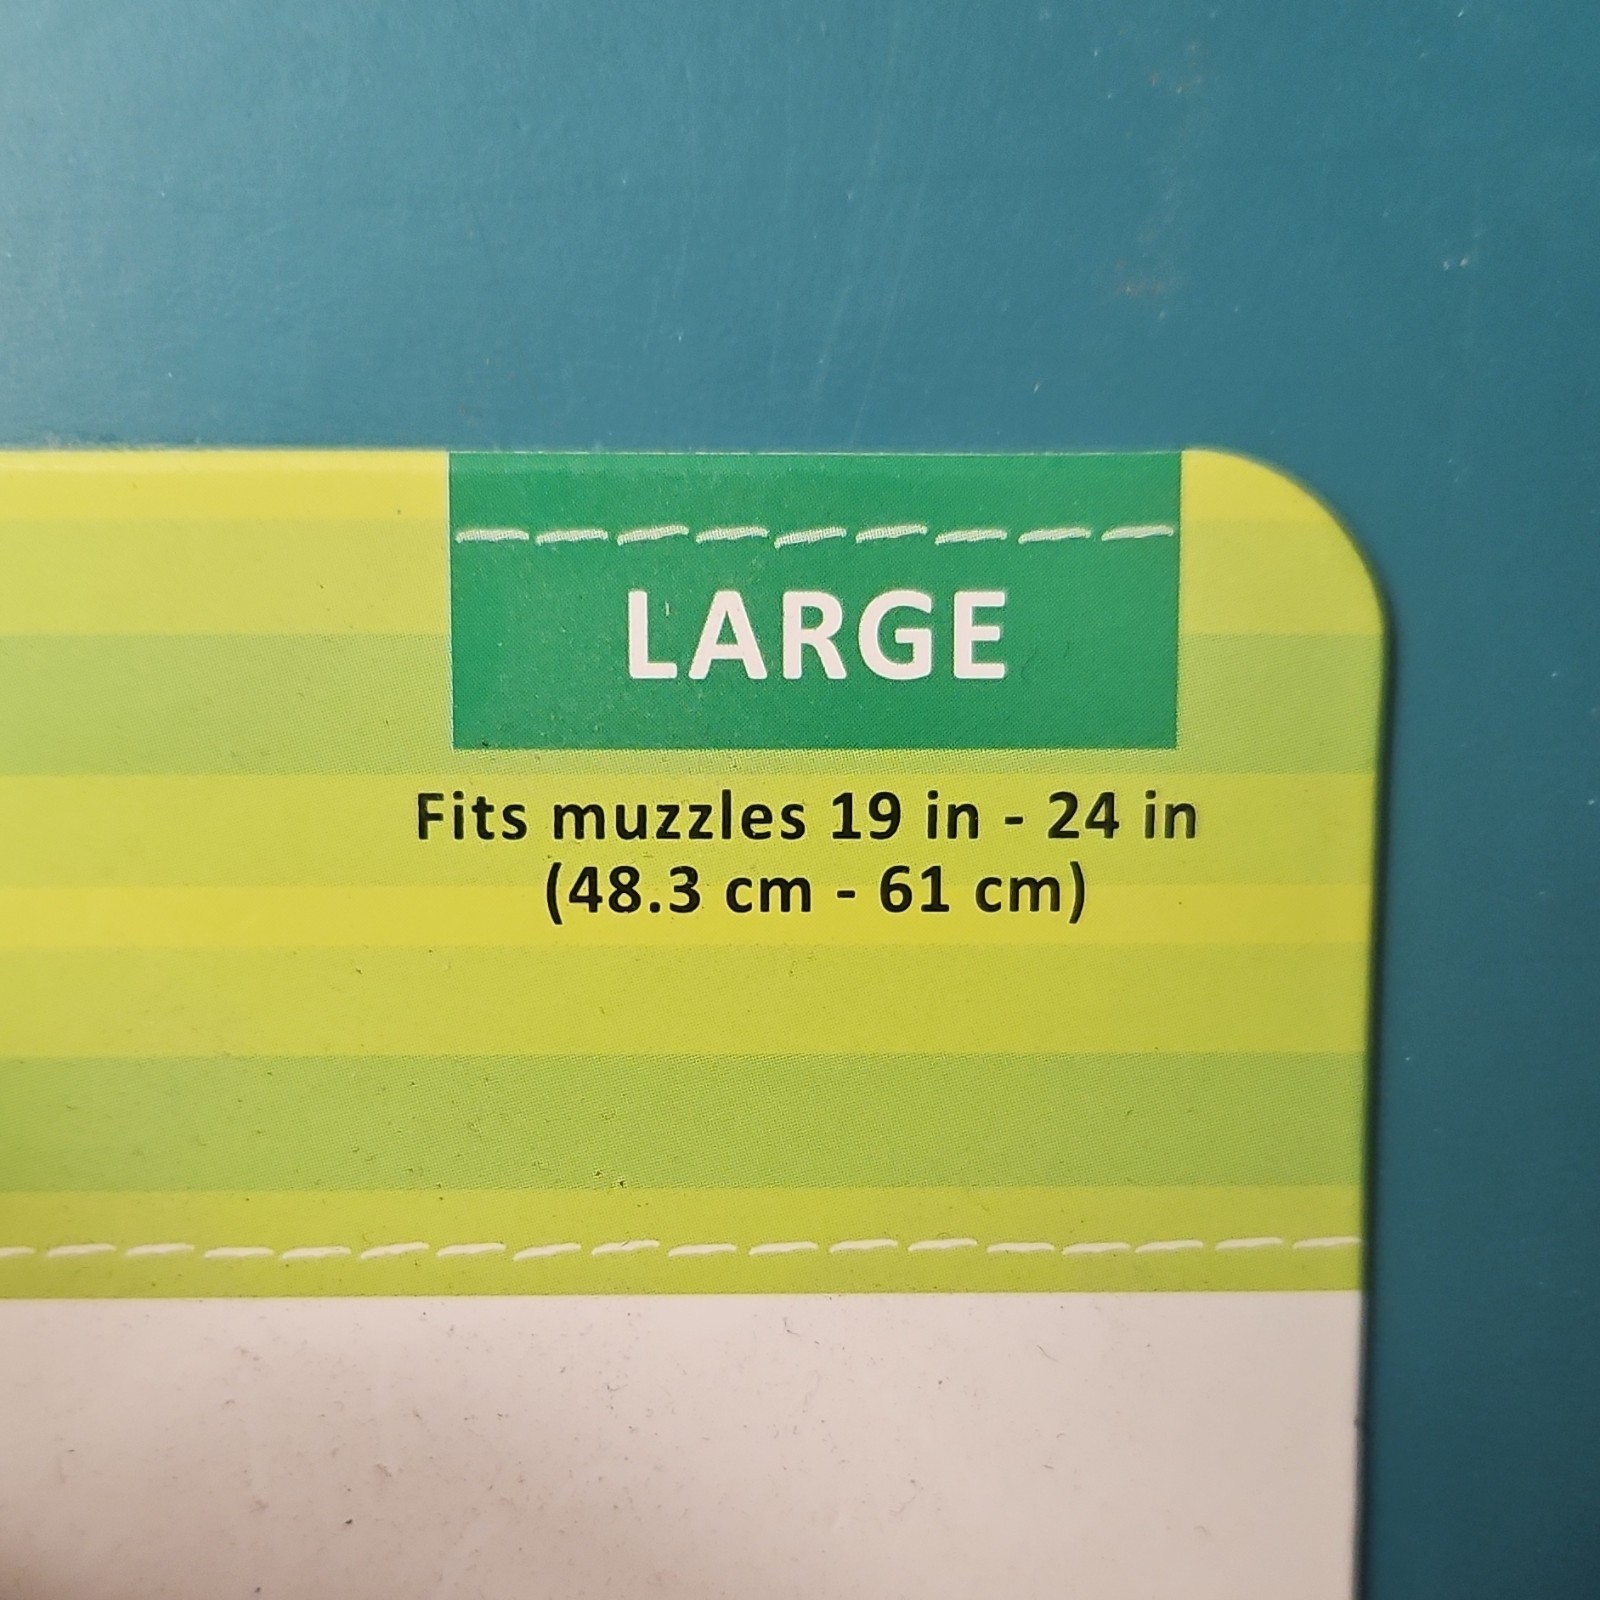 LARGE
Fits muzzles 19 in - 24 in
(48.3 cm - 61 cm)